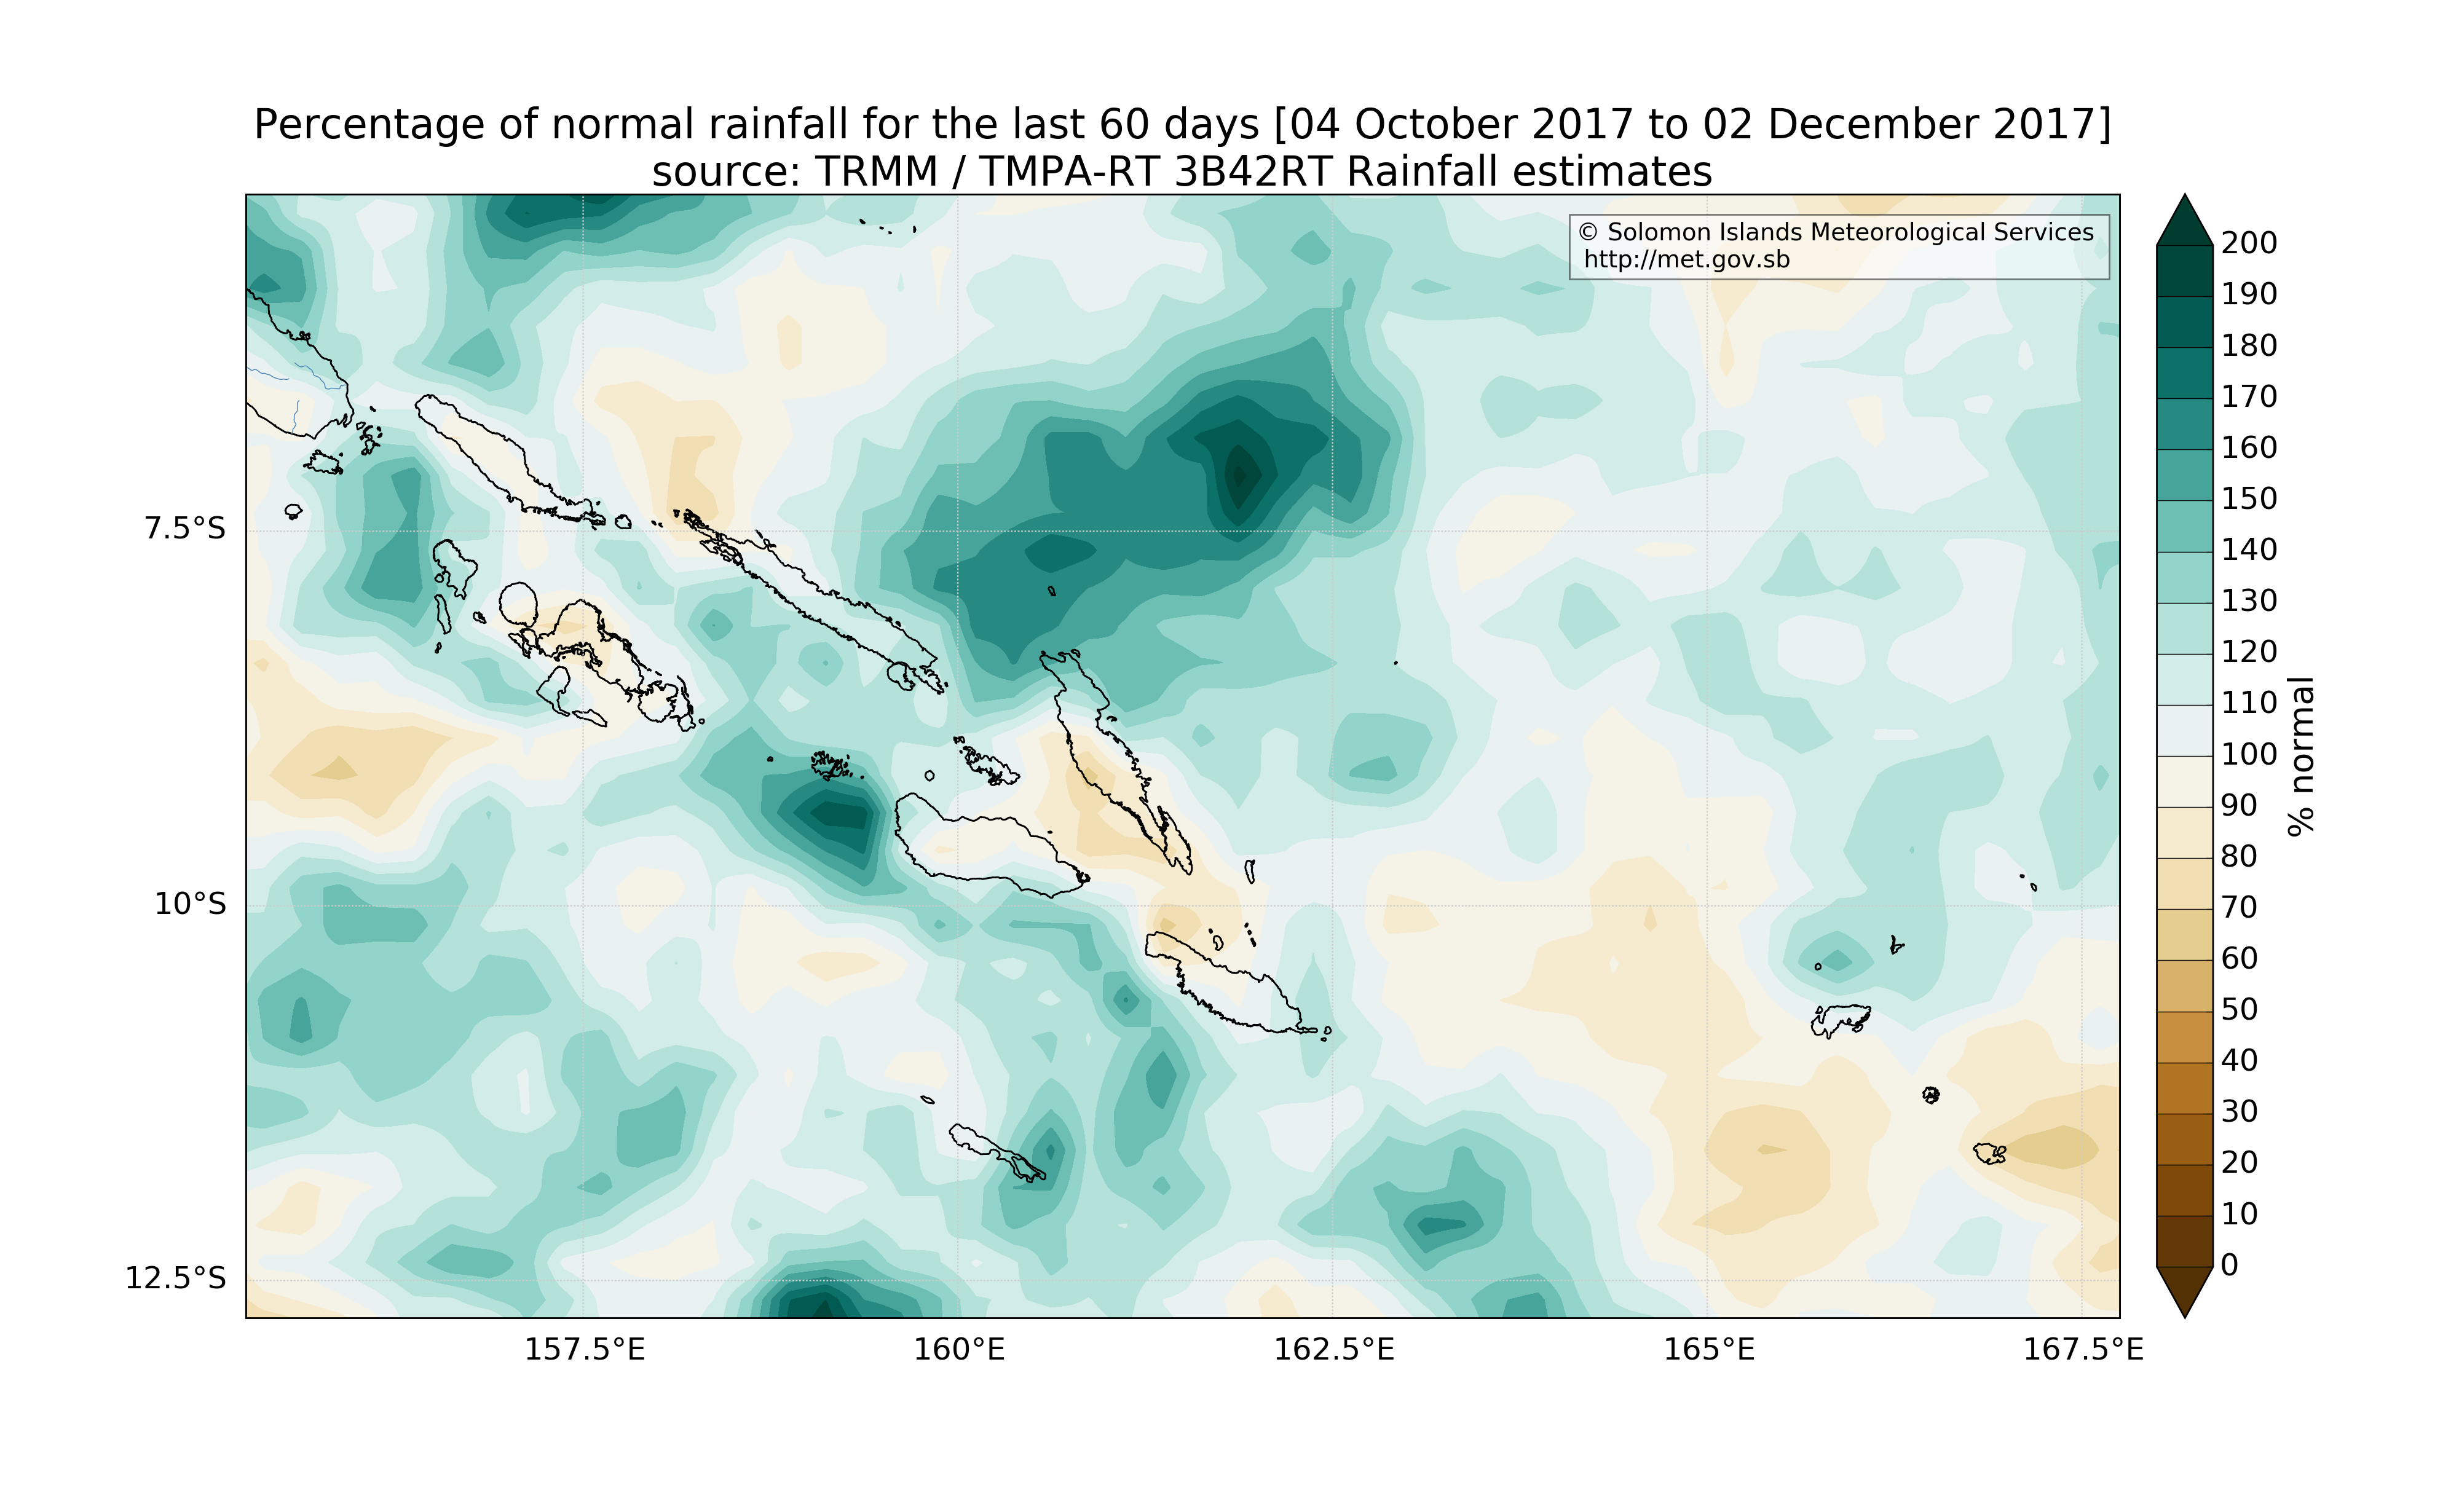 Percentage of normal rainfall for the last 60 days [04 October 2017 to 02 December 2017]
source: TRMM / TMPA-RT 3B42RT Rainfall estimates
© Solomon Islands Meteorological Services
http://met.gov.sb
7.5°S
10°S
12.5°S
157.5°E
160°E
162.5°E
165°E
167.5°E
200
190
180
170
160
150
140
130
120
110
100
90
80
70
60
50
40
30
20
10
0
% normal